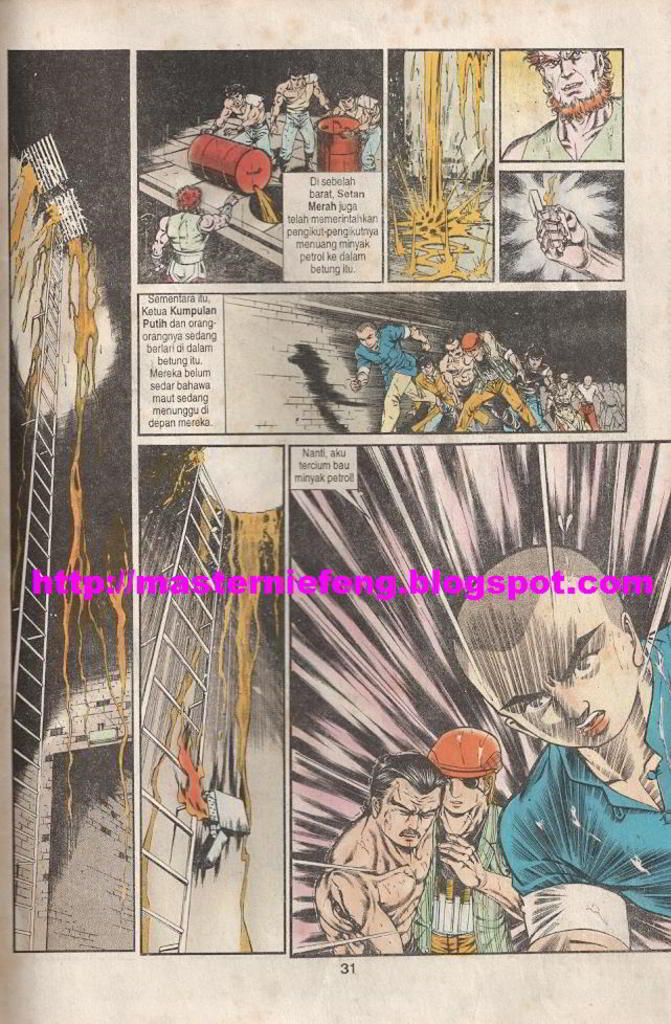 Di sebelah
barat, Setan
Merah juga
telah memerintahkan
pengikut-pengikutnya
menuang minyak
petrol ke dalam
betung itu.
Sementara itu,
Ketua Kumpulan
Putih dan orang-
orangnya sedang
berlari di dalam
betung itu.
Mereka belum
sedar bahawa
maut sedang
menunggu di
depan mereka.
Nanti, aku
tercium bau
minyak petrol!
http://masterniefeng.blogspot.com
31